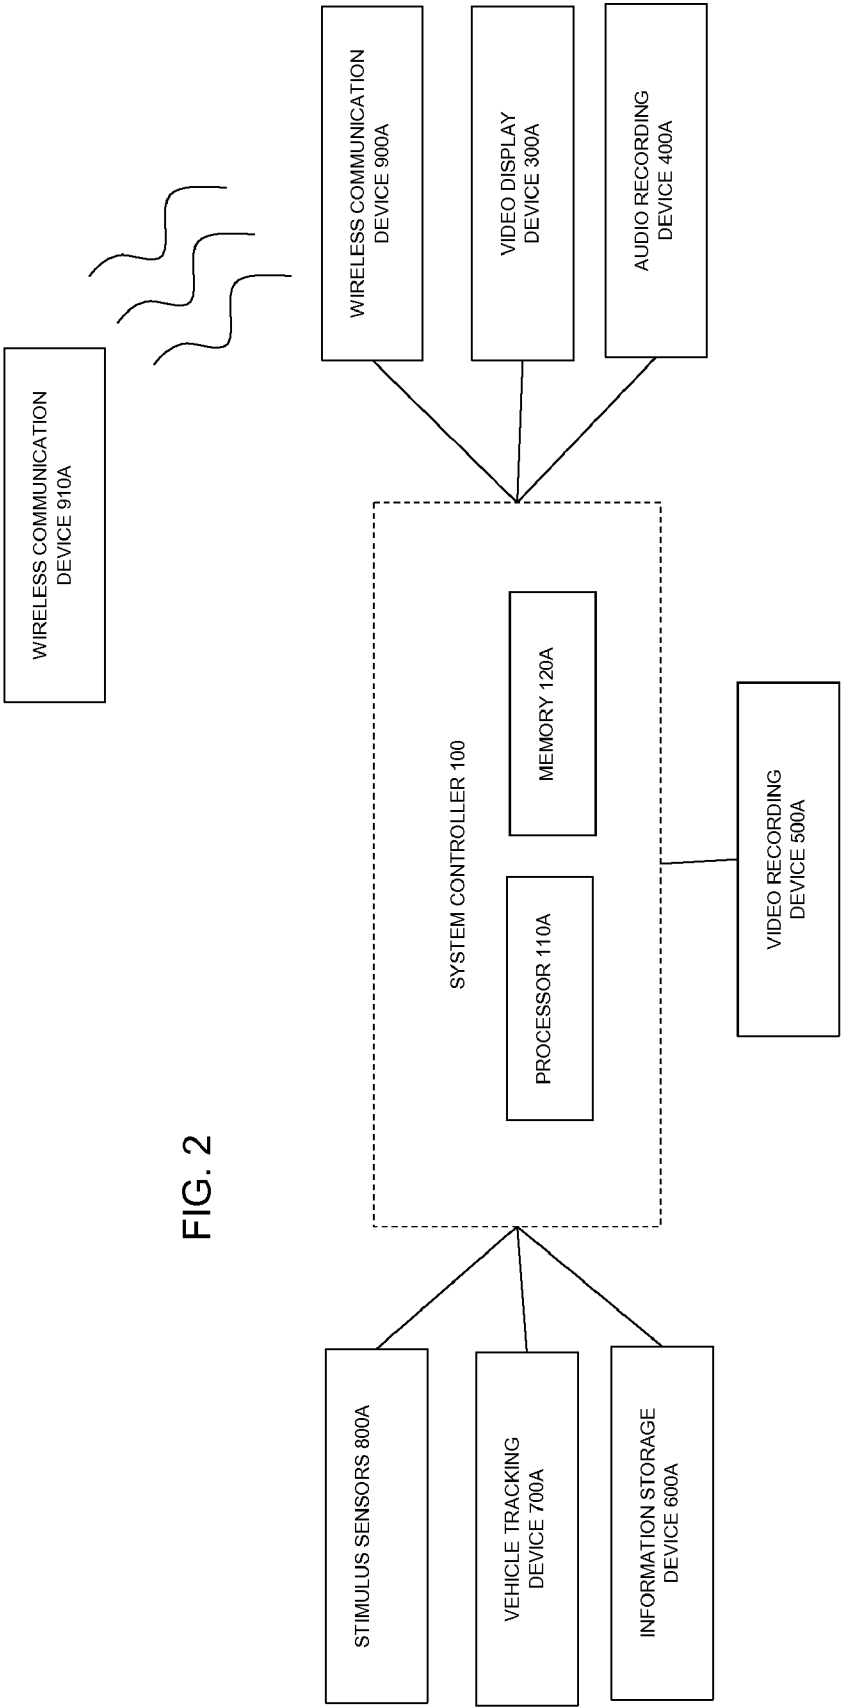 FIG. 2
WIRELESS COMMUNICATION
DEVICE 910A
STIMULUS SENSORS 800A
WIRELESS COMMUNICATION
DEVICE 900A
SYSTEM CONTROLLER 100
VEHICLE TRACKING
DEVICE 700A
PROCESSOR 110A
MEMORY 120A
VIDEO DISPLAY
DEVICE 300A
INFORMATION STORAGE
DEVICE 600A
AUDIO RECORDING
DEVICE 400A
VIDEO RECORDING
DEVICE 500A